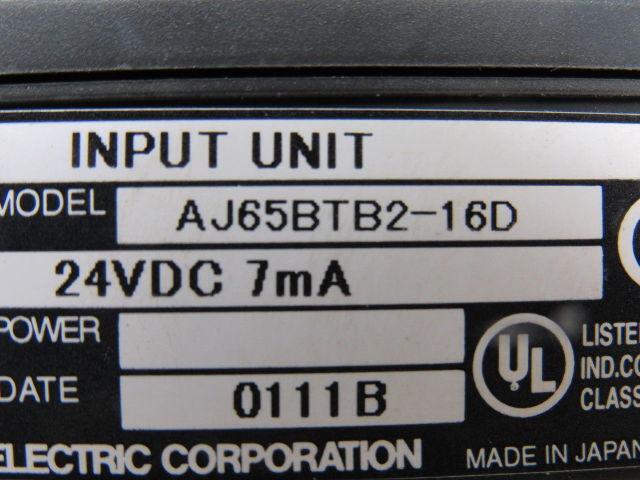 INPUT UNIT
MODEL AJ65BTB2-16D
24VDC 7mA
POWER
DATE 0111B
UL LISTE
IND.CO
CLASS
ELECTRIC CORPORATION MADE IN JAPAN